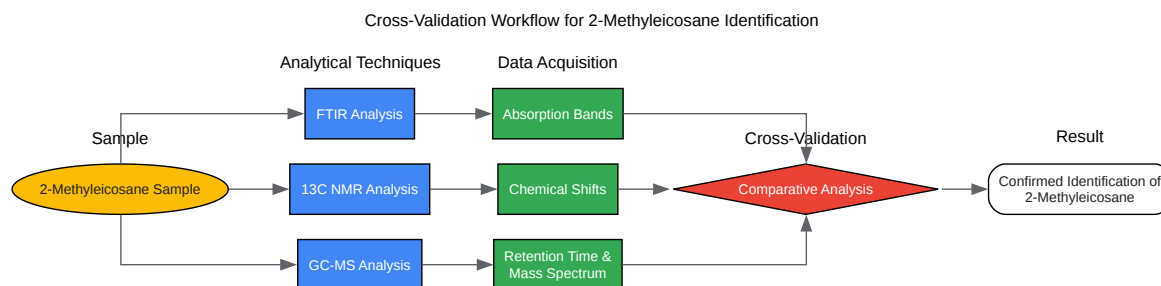 Cross-Validation Workflow for 2-Methyleicosane Identification
Analytical Techniques
Data Acquisition
FTIR Analysis
Absorption Bands
Sample
Cross-Validation
Result
2-Methyleicosane Sample
13C NMR Analysis
Chemical Shifts
Comparative Analysis
Confirmed Identification of
2-Methyleicosane
GC-MS Analysis
Retention Time &
Mass Spectrum